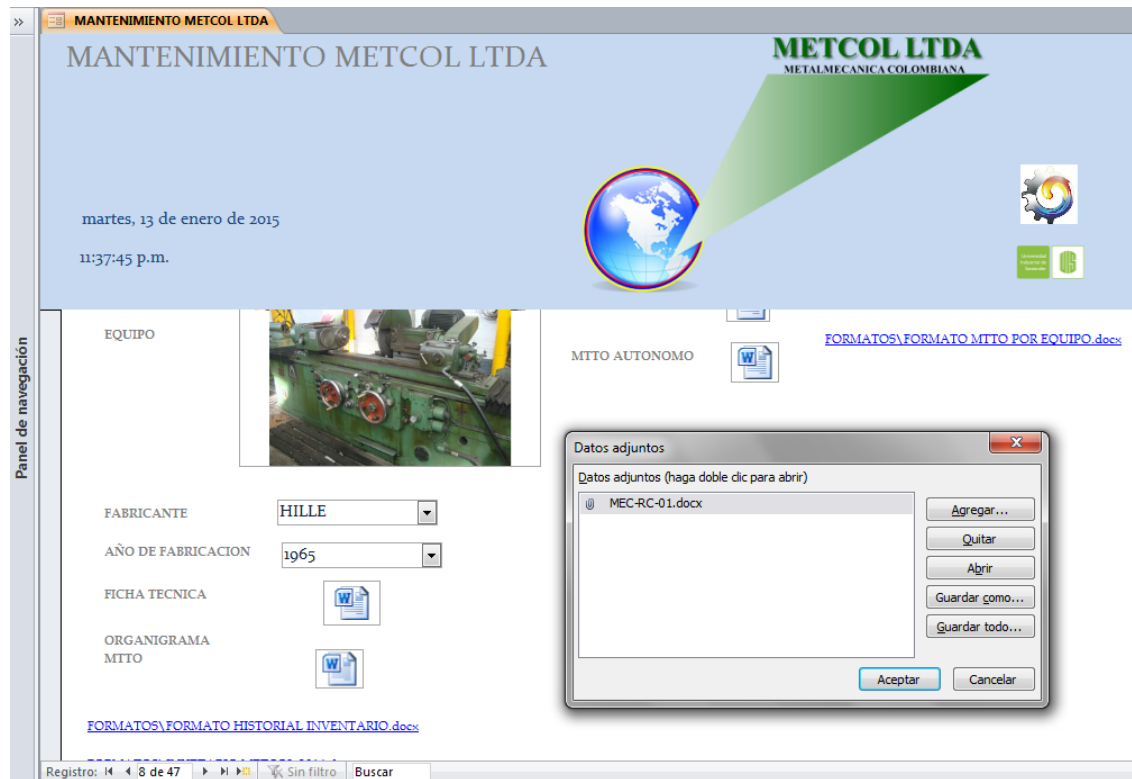 MANTENIMIENTO METCOL LTDA
MANTENIMIENTO METCOL LTDA
METCOL LTDA
METALMECANICA COLOMBIANA
martes, 13 de enero de 2015
11:37:45 p.m.
Panel de navegación
EQUIPO
MTTO AUTONOMO
FORMATOS\FORMATO MTTO POR EQUIPO.docx
Datos adjuntos
Datos adjuntos (haga doble clic para abrir)
MEC-RC-01.docx
Agregar...
Quitar
Abrir
Guardar como...
Guardar todo...
Aceptar
Cancelar
FABRICANTE
HILLE
AÑO DE FABRICACION
1965
FICHA TECNICA
ORGANIGRAMA
MTTO
FORMATOS\FORMATO HISTORIAL INVENTARIO.docx
Registro: 8 de 47 Sin filtro Buscar